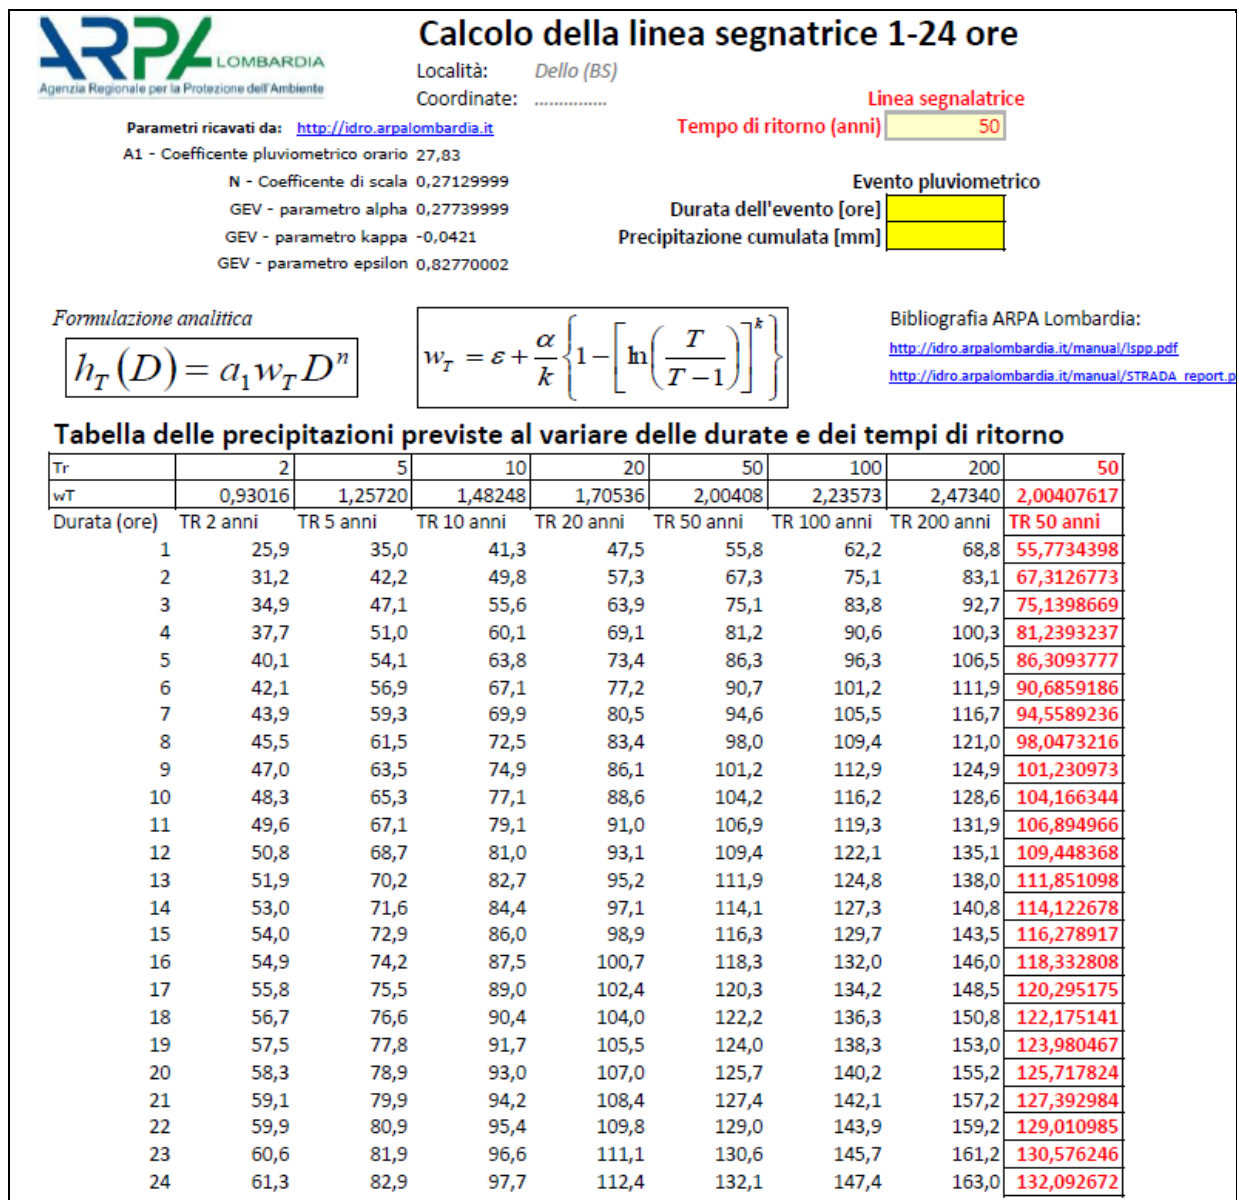 ARPA LOMBARDIA
Agenzia Regionale per la Protezione dell'Ambiente
Calcolo della linea segnatrice 1-24 ore
Località: Dello (BS)
Coordinate: ...............
Linea segnalatrice
Parametri ricavati da: http://idro.arpalombardia.it
Tempo di ritorno (anni) 50
A1 - Coefficente pluviometrico orario 27,83
N - Coefficente di scala 0,27129999
Evento pluviometrico
GEV - parametro alpha 0,27739999
Durata dell'evento [ore]
GEV - parametro kappa -0,0421
Precipitazione cumulata [mm]
GEV - parametro epsilon 0,82770002
Formulazione analitica
h_T(D) = a_1 w_T D^n
w_T = ε + α/k {1 − [ln(T/(T−1))]^k}
Bibliografia ARPA Lombardia:
http://idro.arpalombardia.it/manual/lspp.pdf
http://idro.arpalombardia.it/manual/STRADA_report.p
Tabella delle precipitazioni previste al variare delle durate e dei tempi di ritorno
Tr 2 5 10 20 50 100 200 50
wT 0,93016 1,25720 1,48248 1,70536 2,00408 2,23573 2,47340 2,00407617
Durata (ore) TR 2 anni TR 5 anni TR 10 anni TR 20 anni TR 50 anni TR 100 anni TR 200 anni TR 50 anni
1 25,9 35,0 41,3 47,5 55,8 62,2 68,8 55,7734398
2 31,2 42,2 49,8 57,3 67,3 75,1 83,1 67,3126773
3 34,9 47,1 55,6 63,9 75,1 83,8 92,7 75,1398669
4 37,7 51,0 60,1 69,1 81,2 90,6 100,3 81,2393237
5 40,1 54,1 63,8 73,4 86,3 96,3 106,5 86,3093777
6 42,1 56,9 67,1 77,2 90,7 101,2 111,9 90,6859186
7 43,9 59,3 69,9 80,5 94,6 105,5 116,7 94,5589236
8 45,5 61,5 72,5 83,4 98,0 109,4 121,0 98,0473216
9 47,0 63,5 74,9 86,1 101,2 112,9 124,9 101,230973
10 48,3 65,3 77,1 88,6 104,2 116,2 128,6 104,166344
11 49,6 67,1 79,1 91,0 106,9 119,3 131,9 106,894966
12 50,8 68,7 81,0 93,1 109,4 122,1 135,1 109,448368
13 51,9 70,2 82,7 95,2 111,9 124,8 138,0 111,851098
14 53,0 71,6 84,4 97,1 114,1 127,3 140,8 114,122678
15 54,0 72,9 86,0 98,9 116,3 129,7 143,5 116,278917
16 54,9 74,2 87,5 100,7 118,3 132,0 146,0 118,332808
17 55,8 75,5 89,0 102,4 120,3 134,2 148,5 120,295175
18 56,7 76,6 90,4 104,0 122,2 136,3 150,8 122,175141
19 57,5 77,8 91,7 105,5 124,0 138,3 153,0 123,980467
20 58,3 78,9 93,0 107,0 125,7 140,2 155,2 125,717824
21 59,1 79,9 94,2 108,4 127,4 142,1 157,2 127,392984
22 59,9 80,9 95,4 109,8 129,0 143,9 159,2 129,010985
23 60,6 81,9 96,6 111,1 130,6 145,7 161,2 130,576246
24 61,3 82,9 97,7 112,4 132,1 147,4 163,0 132,092672